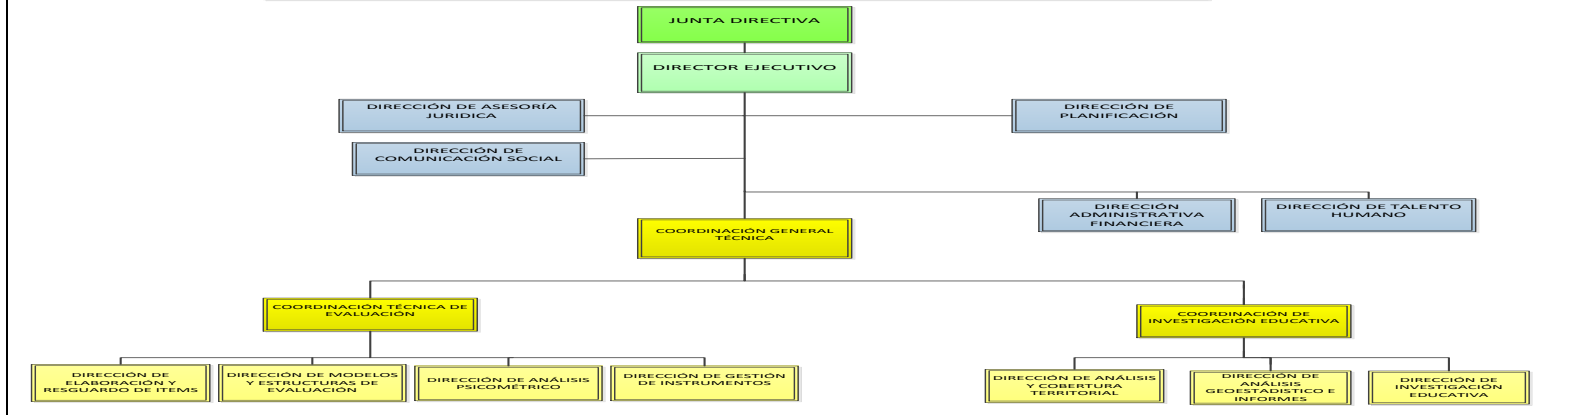 JUNTA DIRECTIVA
DIRECTOR EJECUTIVO
DIRECCIÓN DE ASESORÍA
JURIDICA
DIRECCIÓN DE
PLANIFICACIÓN
DIRECCIÓN DE
COMUNICACIÓN SOCIAL
DIRECCIÓN
ADMINISTRATIVA
FINANCIERA
DIRECCIÓN DE TALENTO
HUMANO
COORDINACIÓN GENERAL
TÉCNICA
COORDINACIÓN TÉCNICA DE
EVALUACIÓN
COORDINACIÓN DE
INVESTIGACIÓN EDUCATIVA
DIRECCIÓN DE
ELABORACIÓN Y
RESGUARDO DE ITEMS
DIRECCIÓN DE MODELOS
Y ESTRUCTURAS DE
EVALUACIÓN
DIRECCIÓN DE ANÁLISIS
PSICOMÉTRICO
DIRECCIÓN DE GESTIÓN
DE INSTRUMENTOS
DIRECCIÓN DE ANÁLISIS
Y COBERTURA
TERRITORIAL
DIRECCIÓN DE
ANÁLISIS
GEOESTADISTICO E
INFORMES
DIRECCIÓN DE
INVESTIGACIÓN
EDUCATIVA